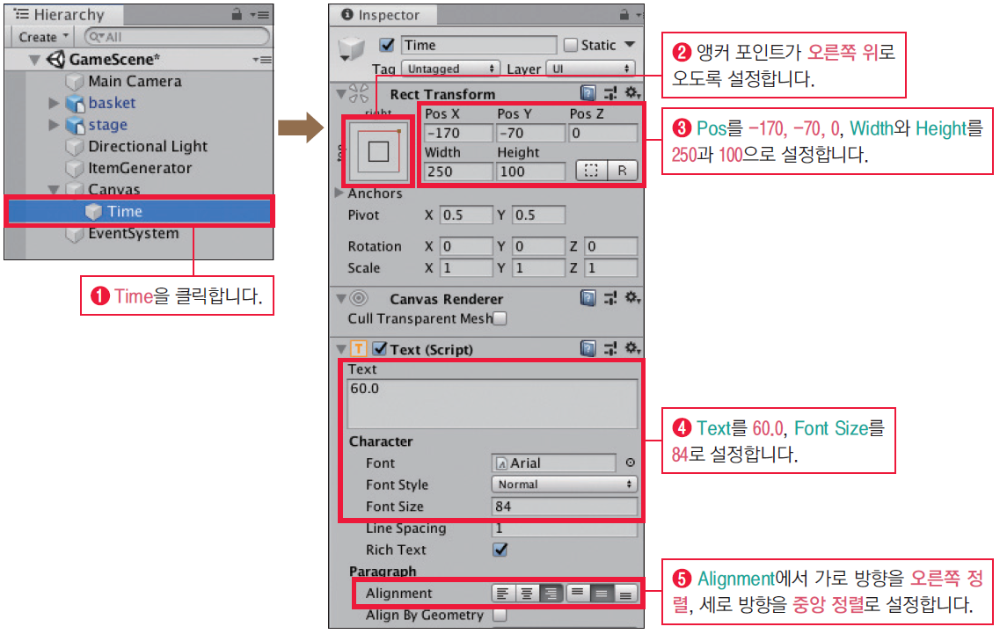 Hierarchy
Create
All
GameScene*
Main Camera
basket
stage
Directional Light
ItemGenerator
Canvas
Time
EventSystem
❶ Time을 클릭합니다.
Inspector
Time
Static
Tag Untagged Layer UI
Rect Transform
right
Pos X Pos Y Pos Z
-170 -70 0
Width Height
250 100 R
Anchors
Pivot X 0.5 Y 0.5
Rotation X 0 Y 0 Z 0
Scale X 1 Y 1 Z 1
Canvas Renderer
Cull Transparent Mesh
T Text (Script)
Text
60.0
Character
Font Arial
Font Style Normal
Font Size 84
Line Spacing 1
Rich Text
Paragraph
Alignment
Align By Geometry
❷ 앵커 포인트가 오른쪽 위로
오도록 설정합니다.
❸ Pos를 -170, -70, 0, Width와 Height를
250과 100으로 설정합니다.
❹ Text를 60.0, Font Size를
84로 설정합니다.
❺ Alignment에서 가로 방향을 오른쪽 정
렬, 세로 방향을 중앙 정렬로 설정합니다.